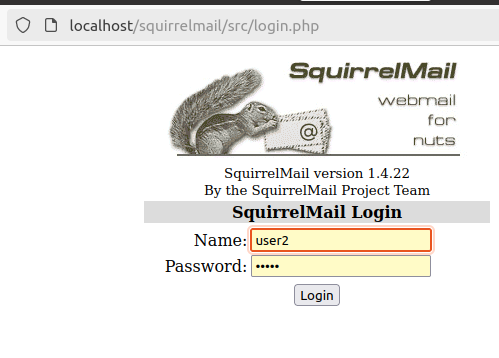 localhost/squirrelmail/src/login.php
SquirrelMail
webmail
for
nuts
@
SquirrelMail version 1.4.22
By the SquirrelMail Project Team
SquirrelMail Login
Name: user2
Password: •••••
Login